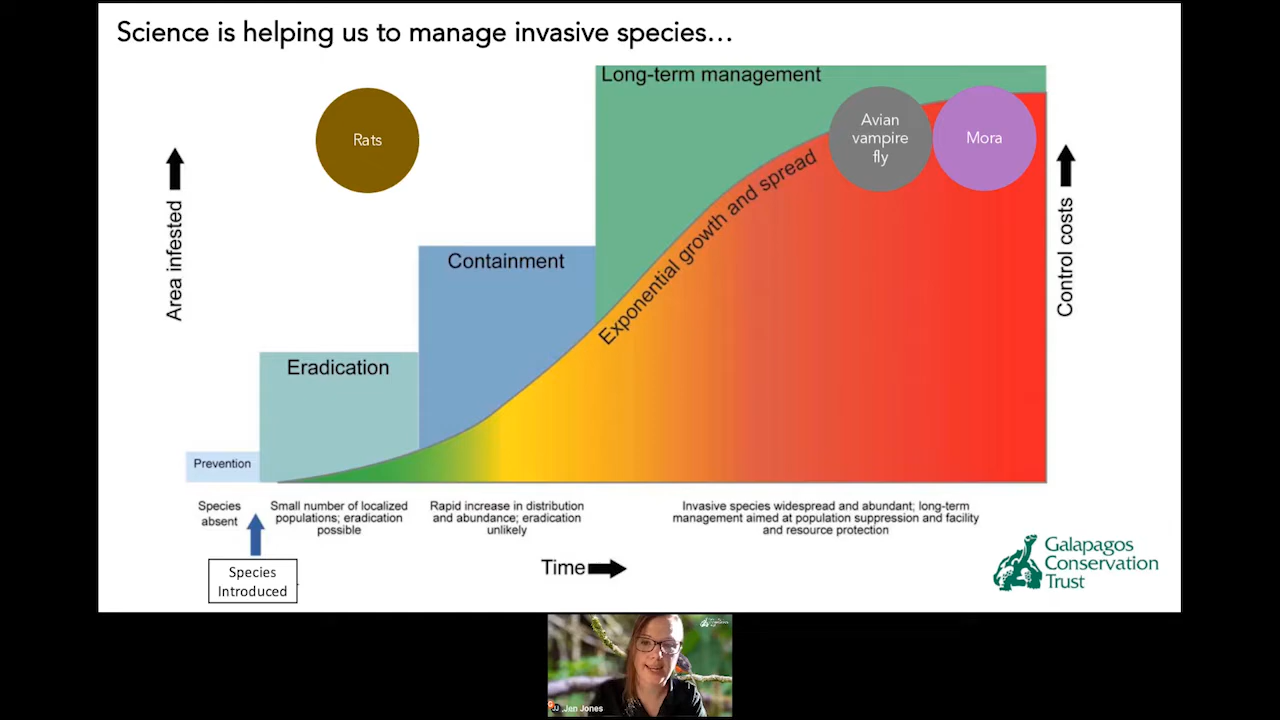 Science is helping us to manage invasive species...
Long-term management
Rats
Avian
vampire
fly
Mora
Area infested
Exponential growth and spread
Control costs
Containment
Eradication
Prevention
Species
absent
Small number of localized
populations; eradication
possible
Rapid increase in distribution
and abundance; eradication
unlikely
Invasive species widespread and abundant; long-term
management aimed at population suppression and facility
and resource protection
Species
Introduced
Time
Galapagos
Conservation
Trust
JJ Jen Jones